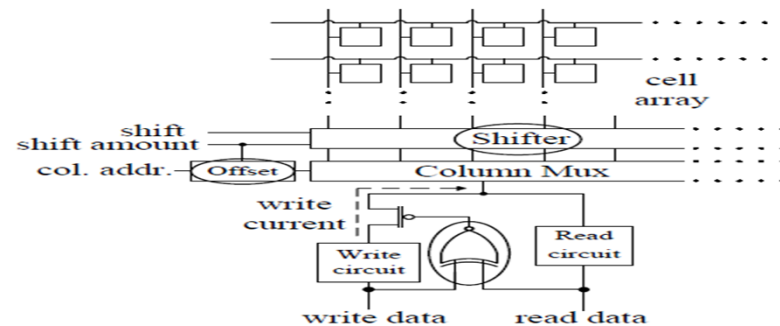 cell
array
shift
Shifter
shift amount
col. addr.
Offset
Column Mux
write
current
Write
circuit
Read
circuit
write data
read data